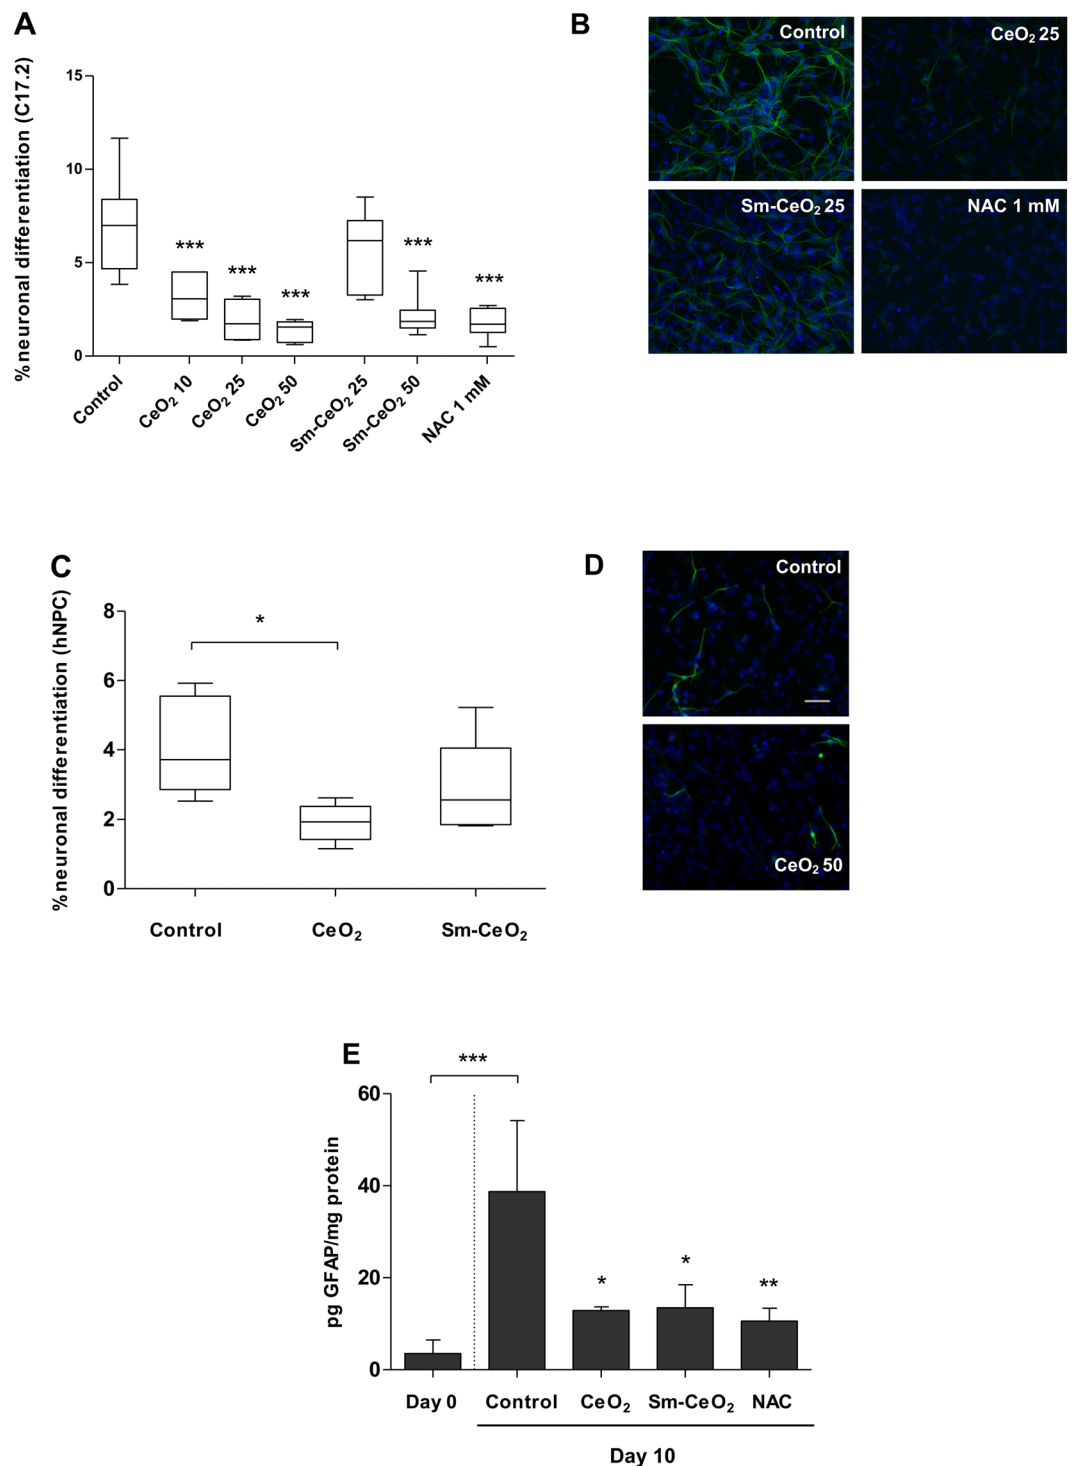 A
%neuronal differentiation (C17.2)
15
10
5
0
***
***
***
***
***
Control
CeO₂ 10
CeO₂ 25
CeO₂ 50
Sm-CeO₂ 25
Sm-CeO₂ 50
NAC 1 mM
B
Control
CeO₂ 25
Sm-CeO₂ 25
NAC 1 mM
C
%neuronal differentiation (hNPC)
8
6
4
2
0
*
Control
CeO₂
Sm-CeO₂
D
Control
CeO₂ 50
E
pg GFAP/mg protein
60
40
20
0
***
*
*
**
Day 0
Control
CeO₂
Sm-CeO₂
NAC
Day 10